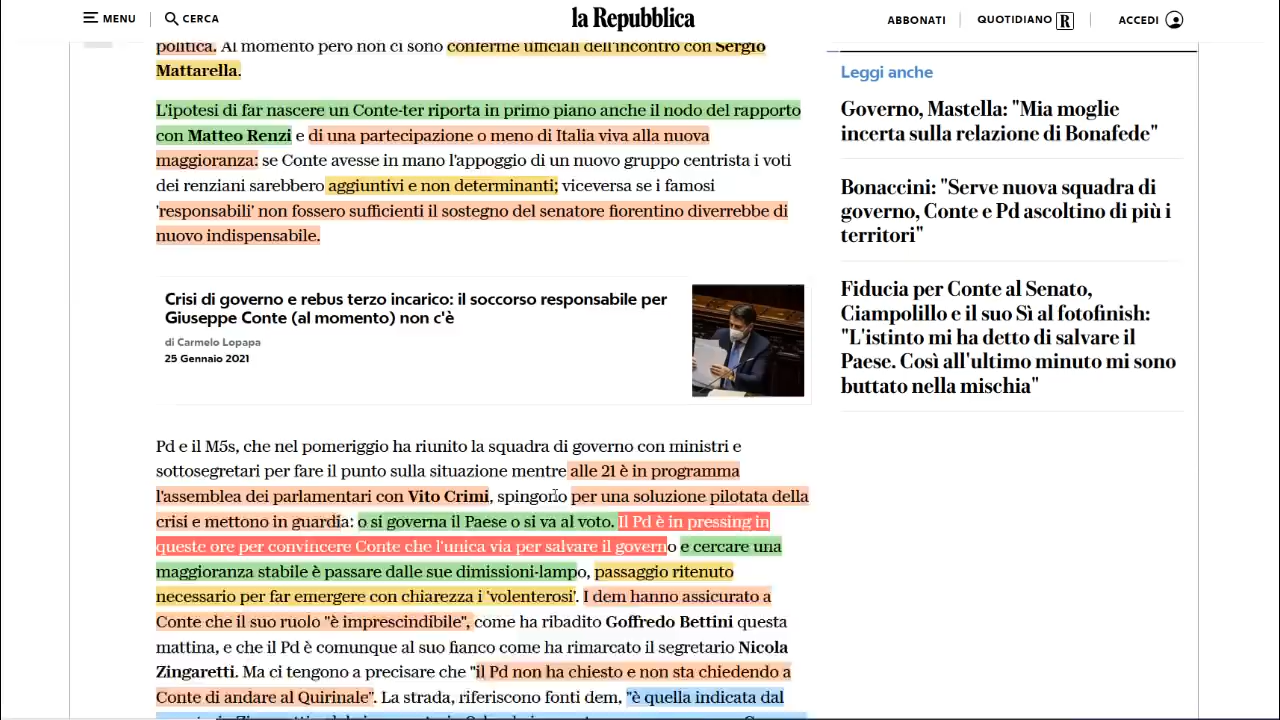 MENU
CERCA
la Repubblica
ABBONATI
QUOTIDIANO R
ACCEDI
politica. Al momento però non ci sono conferme ufficiali dell'incontro con Sergio
Mattarella.
L'ipotesi di far nascere un Conte-ter riporta in primo piano anche il nodo del rapporto
con Matteo Renzi e di una partecipazione o meno di Italia viva alla nuova
maggioranza: se Conte avesse in mano l'appoggio di un nuovo gruppo centrista i voti
dei renziani sarebbero aggiuntivi e non determinanti; viceversa se i famosi
'responsabili' non fossero sufficienti il sostegno del senatore fiorentino diverrebbe di
nuovo indispensabile.
Crisi di governo e rebus terzo incarico: il soccorso responsabile per
Giuseppe Conte (al momento) non c'è
di Carmelo Lopapa
25 Gennaio 2021
Pd e il M5s, che nel pomeriggio ha riunito la squadra di governo con ministri e
sottosegretari per fare il punto sulla situazione mentre alle 21 è in programma
l'assemblea dei parlamentari con Vito Crimi, spingono per una soluzione pilotata della
crisi e mettono in guardia: o si governa il Paese o si va al voto. Il Pd è in pressing in
queste ore per convincere Conte che l'unica via per salvare il governo e cercare una
maggioranza stabile è passare dalle sue dimissioni-lampo, passaggio ritenuto
necessario per far emergere con chiarezza i 'volenterosi'. I dem hanno assicurato a
Conte che il suo ruolo "è imprescindibile", come ha ribadito Goffredo Bettini questa
mattina, e che il Pd è comunque al suo fianco come ha rimarcato il segretario Nicola
Zingaretti. Ma ci tengono a precisare che "il Pd non ha chiesto e non sta chiedendo a
Conte di andare al Quirinale". La strada, riferiscono fonti dem, "è quella indicata dal
Leggi anche
Governo, Mastella: "Mia moglie
incerta sulla relazione di Bonafede"
Bonaccini: "Serve nuova squadra di
governo, Conte e Pd ascoltino di più i
territori"
Fiducia per Conte al Senato,
Ciampolillo e il suo Sì al fotofinish:
"L'istinto mi ha detto di salvare il
Paese. Così all'ultimo minuto mi sono
buttato nella mischia"